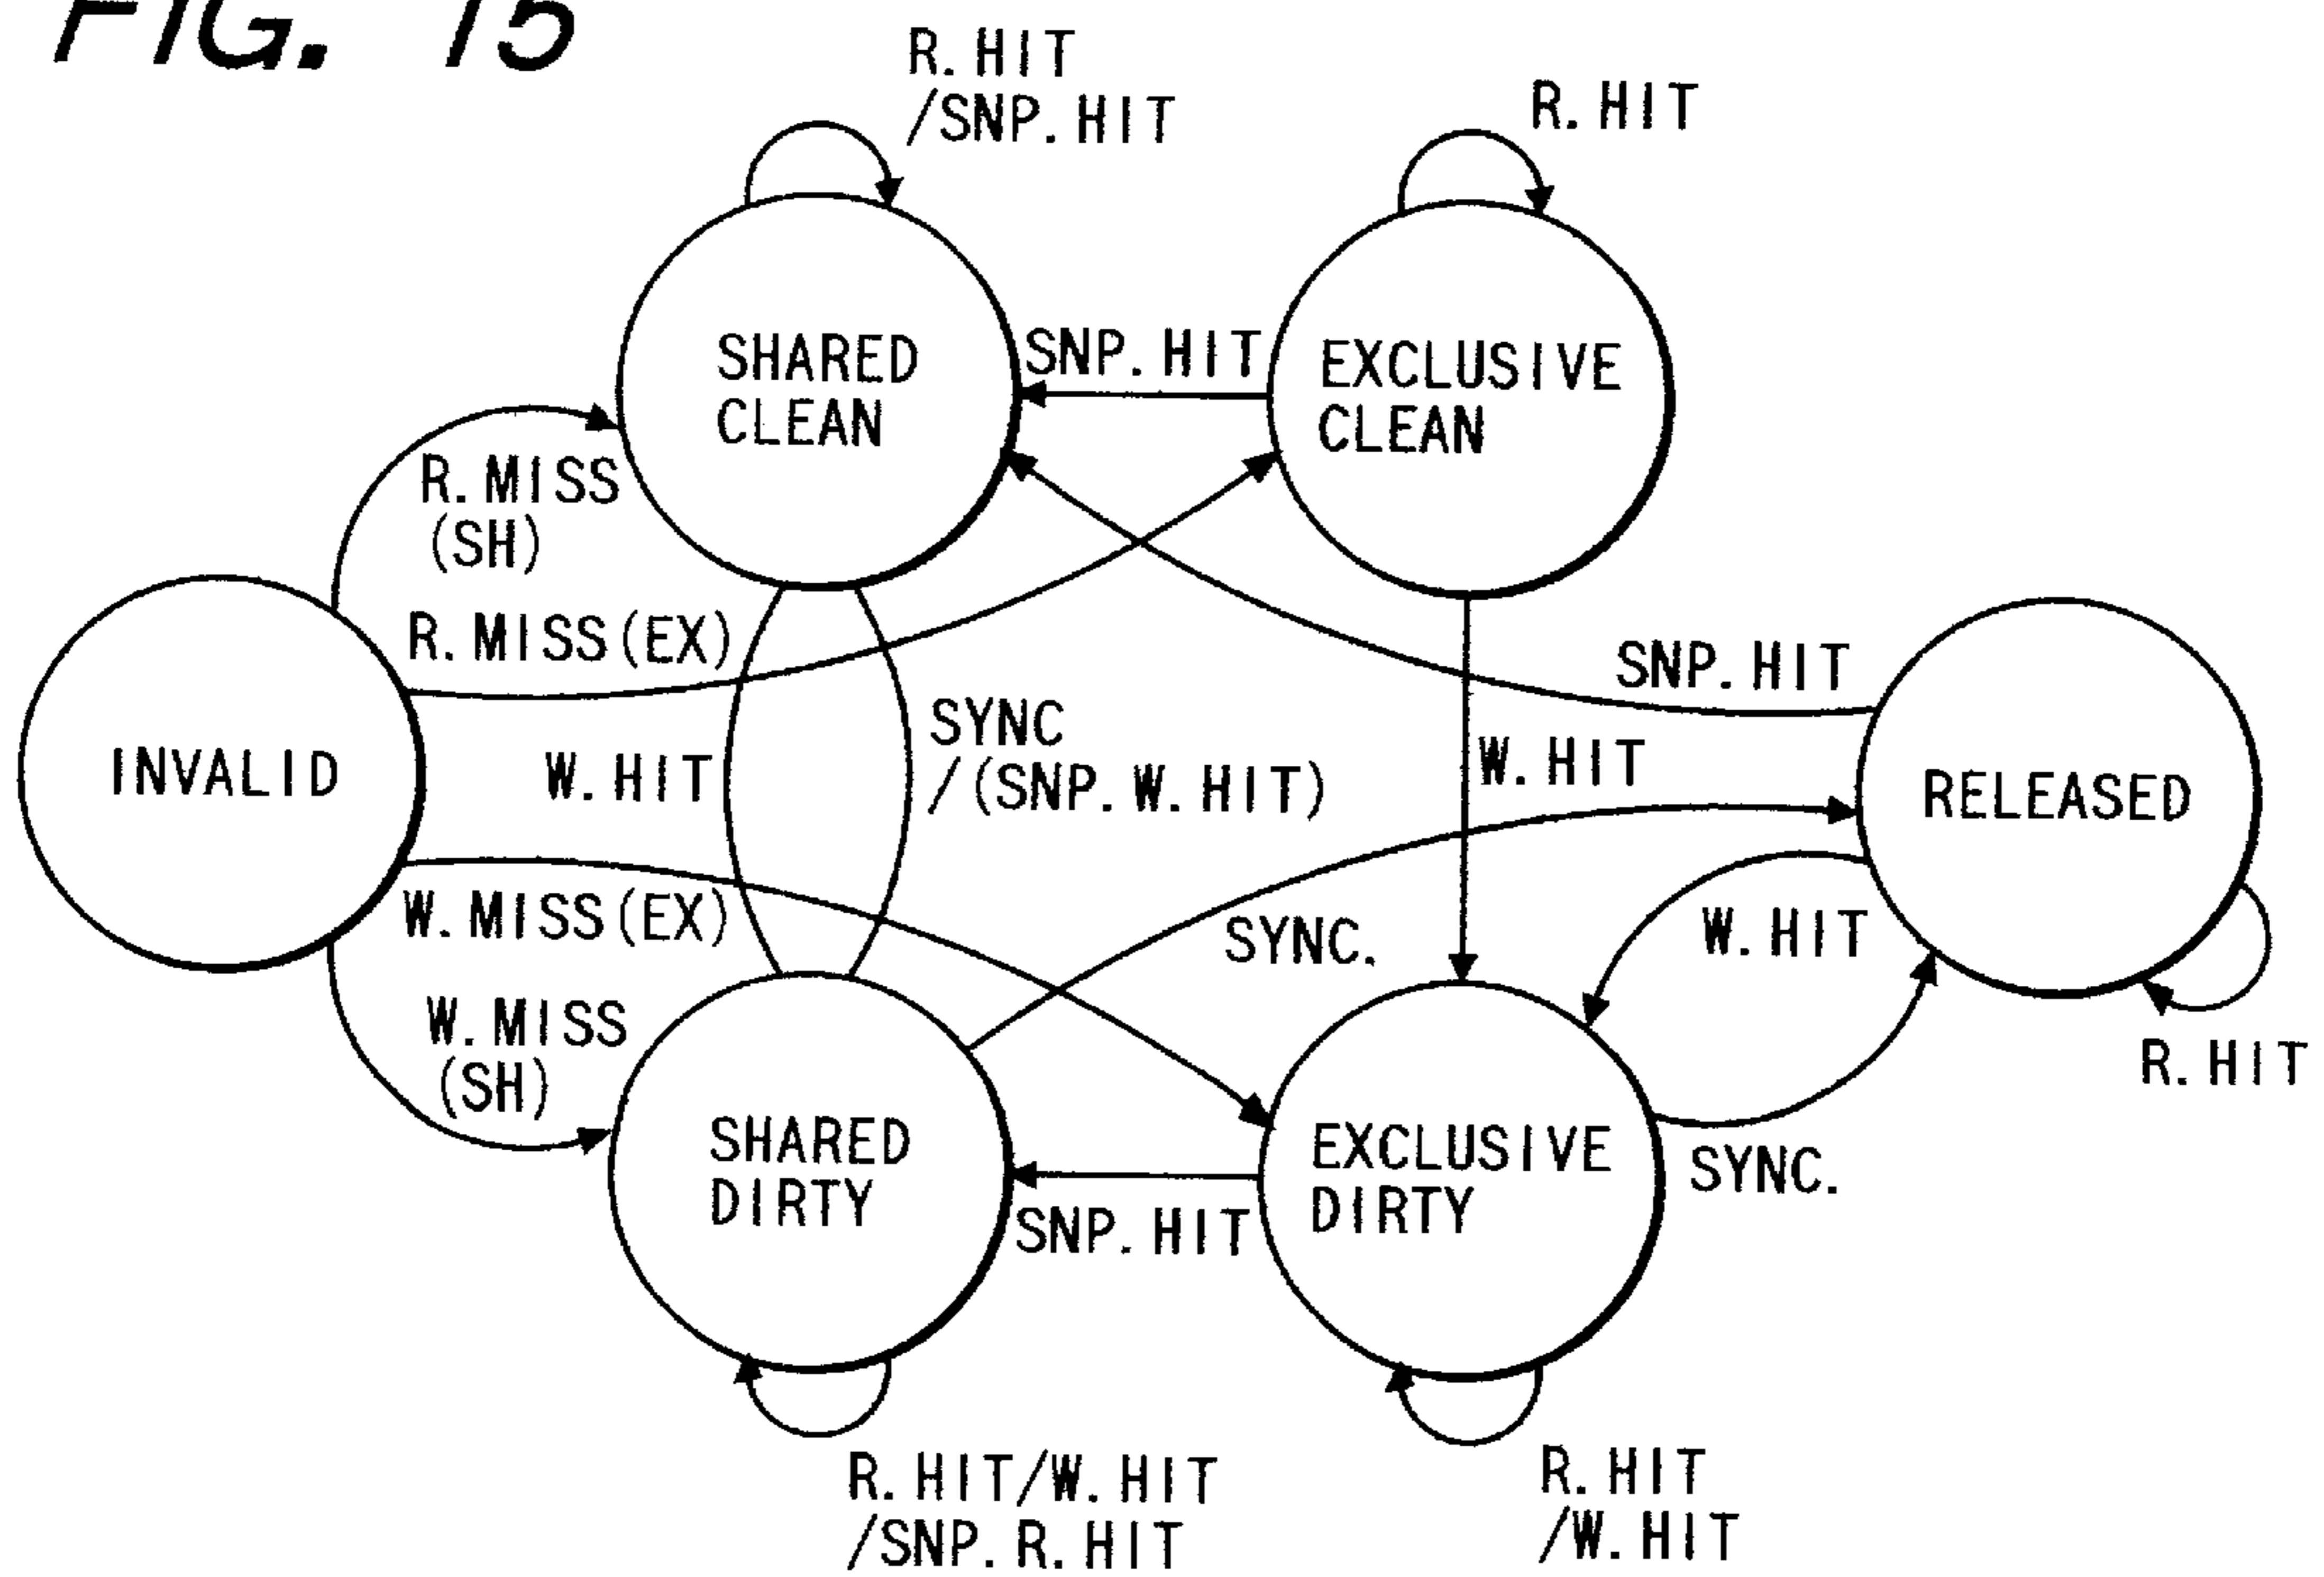 FIG. 15
R. HIT
/SNP. HIT
R. HIT
SHARED
CLEAN
SNP. HIT
EXCLUSIVE
CLEAN
R. MISS
(SH)
R. MISS (EX)
SNP. HIT
INVALID
W. HIT
SYNC
/(SNP. W. HIT)
W. HIT
RELEASED
W. MISS (EX)
SYNC.
W. HIT
W. MISS
(SH)
R. HIT
SHARED
DIRTY
SNP. HIT
EXCLUSIVE
DIRTY
SYNC.
R. HIT/W. HIT
/SNP. R. HIT
R. HIT
/W. HIT